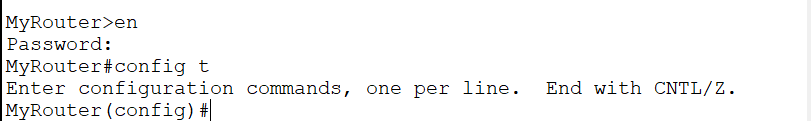 MyRouter>en
Password:
MyRouter#config t
Enter configuration commands, one per line.  End with CNTL/Z.
MyRouter(config)#